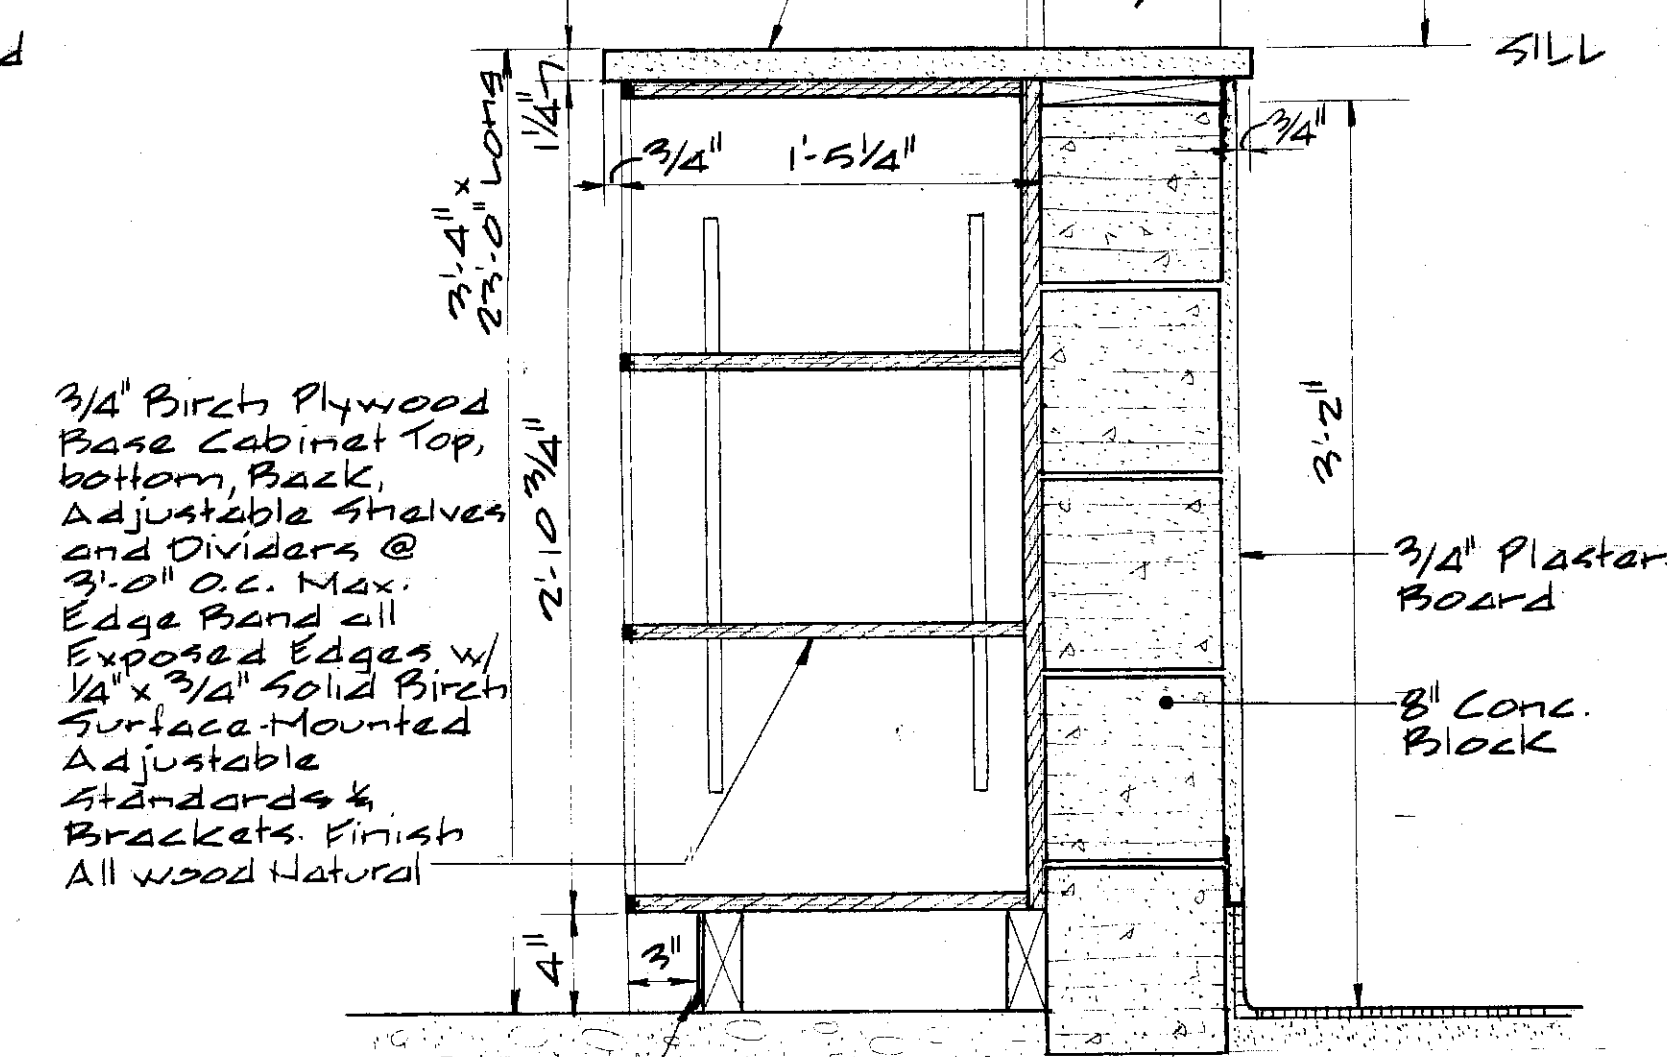 d
SILL
3'-4" x
23'-0" Long
1 1/4"
3/4"
1'-5 1/4"
3/4"
3/4" Birch Plywood
Base Cabinet Top,
bottom, Back,
Adjustable Shelves
and Dividers @
3'-0" O.C. Max.
Edge Band all
Exposed Edges w/
1/4" x 3/4" Solid Birch
Surface-Mounted
Adjustable
Standards &
Brackets. Finish
All wood Natural
2'-10 3/4"
3'-2"
3/4" Plaster
Board
8" Conc.
Block
4"
3"